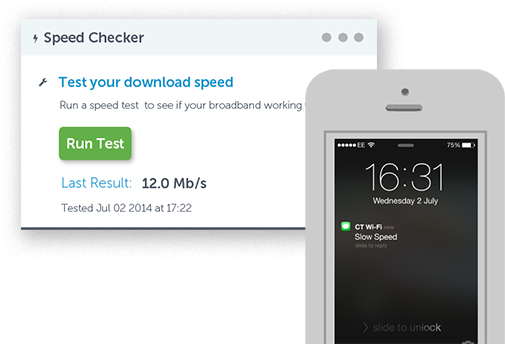 Speed Checker
Test your download speed
Run a speed test to see if your broadband working
Run Test
Last Result: 12.0 Mb/s
Tested Jul 02 2014 at 17:22
EE 75%
16:31
Wednesday 2 July
CT Wi-Fi now
Slow Speed
slide to reply
slide to unlock